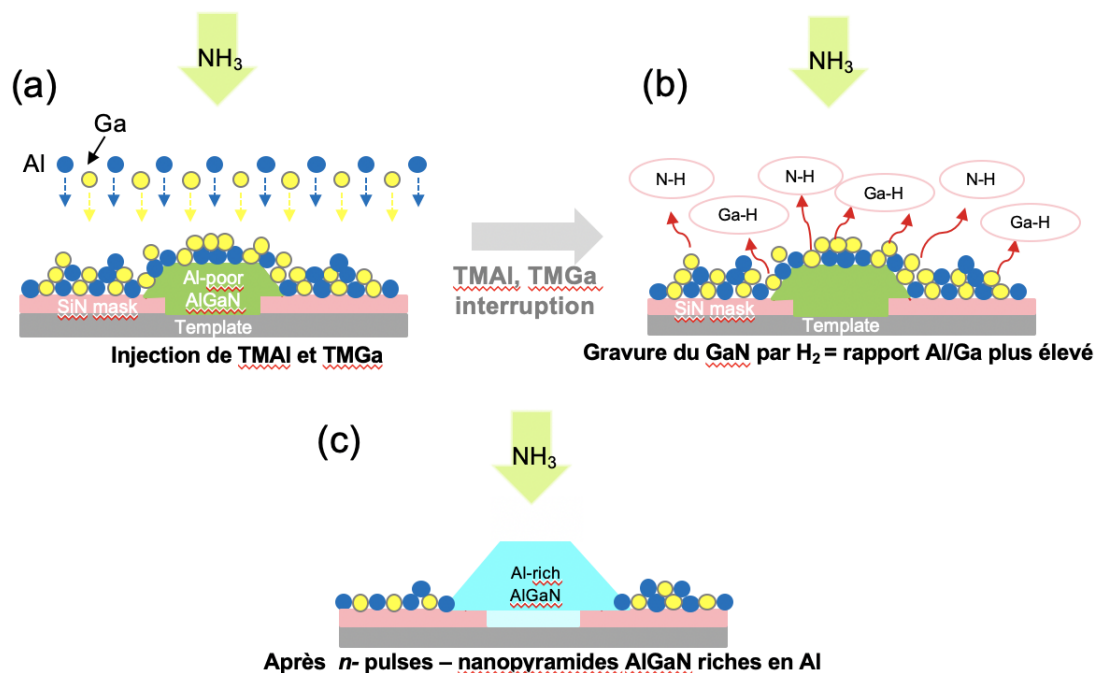 NH3
(a)
Ga
Al
Al-poor
AlGaN
SiN mask
Template
Injection de TMAl et TMGa
TMAl, TMGa
interruption
NH3
(b)
N-H
Ga-H
N-H
Ga-H
N-H
Ga-H
SiN mask
Template
Gravure du GaN par H2 = rapport Al/Ga plus élevé
(c)
NH3
Al-rich
AlGaN
Après n- pulses – nanopyramides AlGaN riches en Al